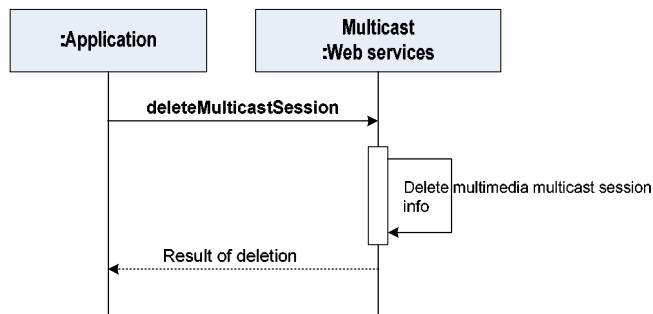 :Application
Multicast
:Web services
deleteMulticastSession
Delete multimedia multicast session
info
Result of deletion